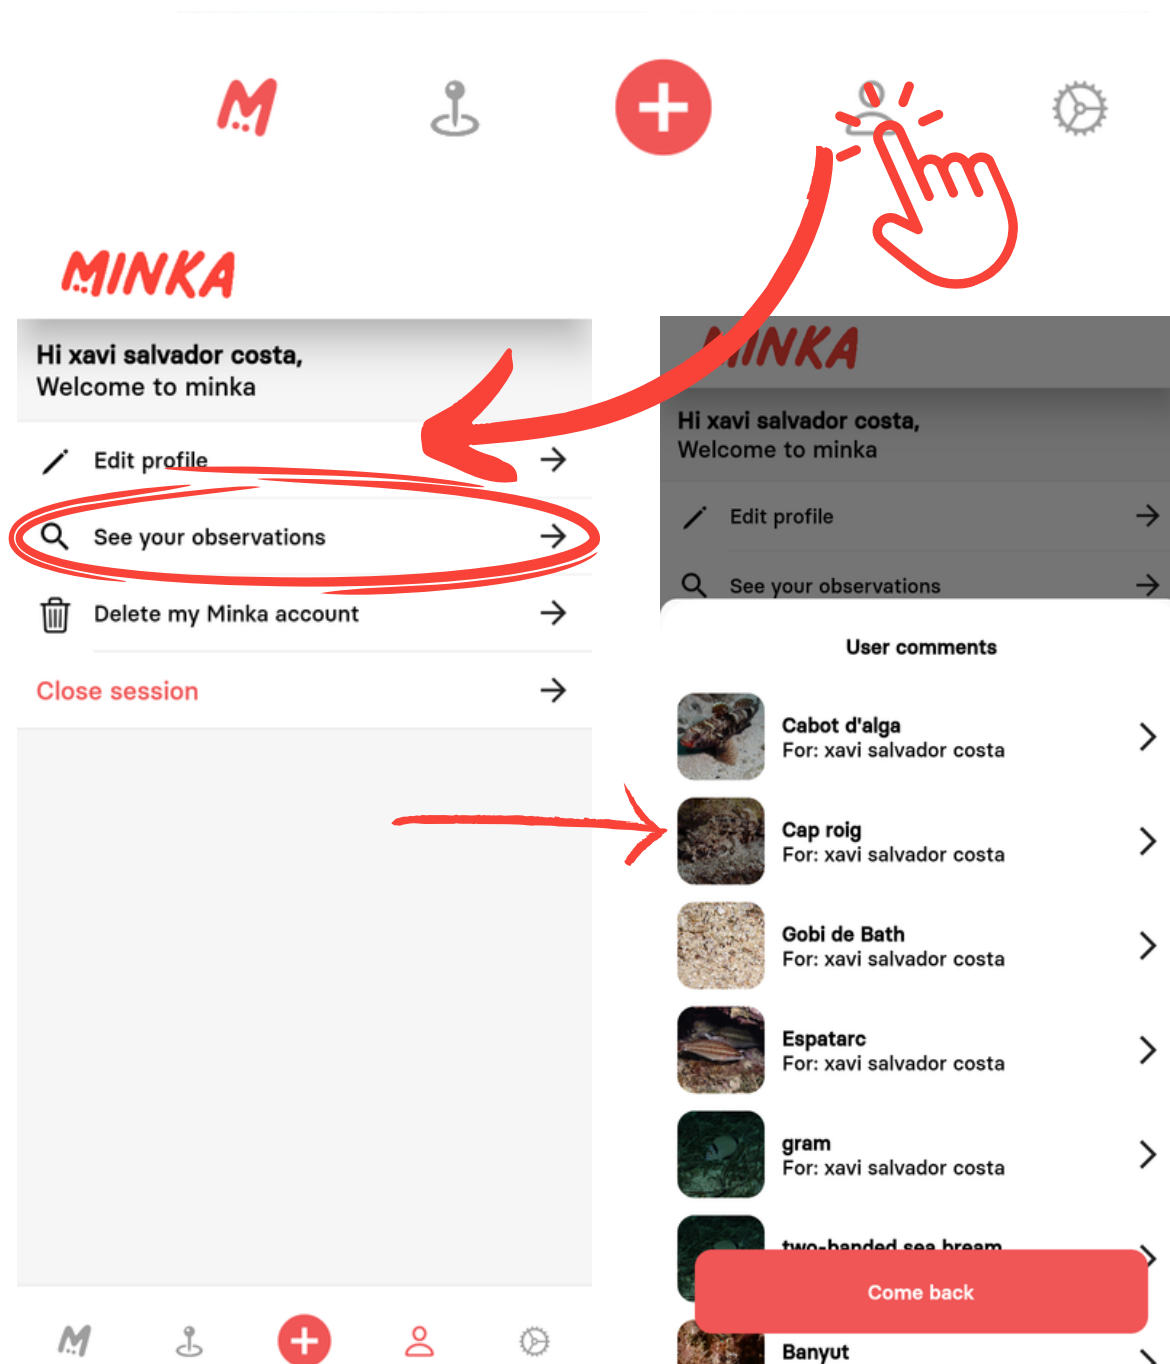 MINKA
Hi xavi salvador costa,
Welcome to minka
Edit profile
See your observations
Delete my Minka account
Close session
MINKA
Hi xavi salvador costa,
Welcome to minka
Edit profile
See your observations
User comments
Cabot d'alga
For: xavi salvador costa
Cap roig
For: xavi salvador costa
Gobi de Bath
For: xavi salvador costa
Espatarc
For: xavi salvador costa
gram
For: xavi salvador costa
two-banded sea bream
Come back
Banyut